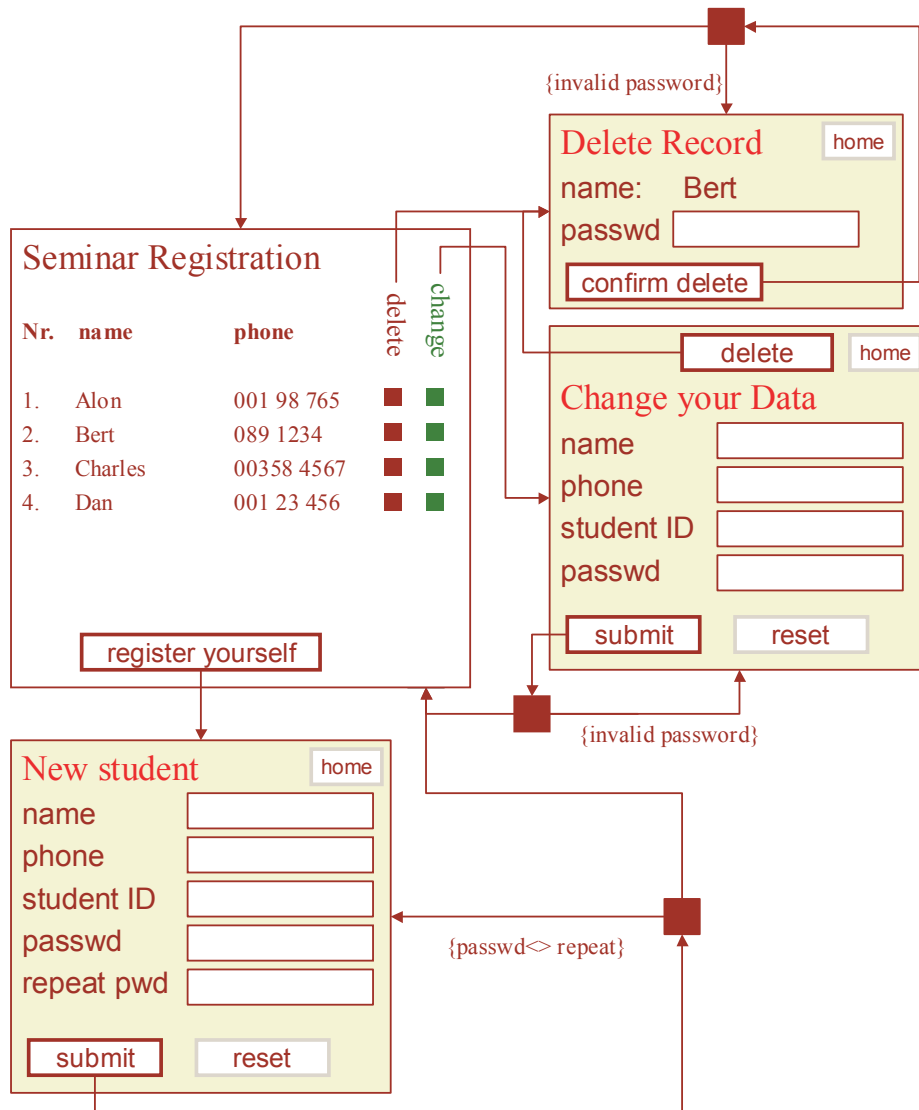 {invalid password}
Delete Record
home
name: Bert
passwd
confirm delete
Seminar Registration
delete
change
Nr. name phone
1. Alon 001 98 765
2. Bert 089 1234
3. Charles 00358 4567
4. Dan 001 23 456
register yourself
delete
home
Change your Data
name
phone
student ID
passwd
submit
reset
{invalid password}
New student
home
name
phone
student ID
passwd
repeat pwd
submit
reset
{passwd<> repeat}